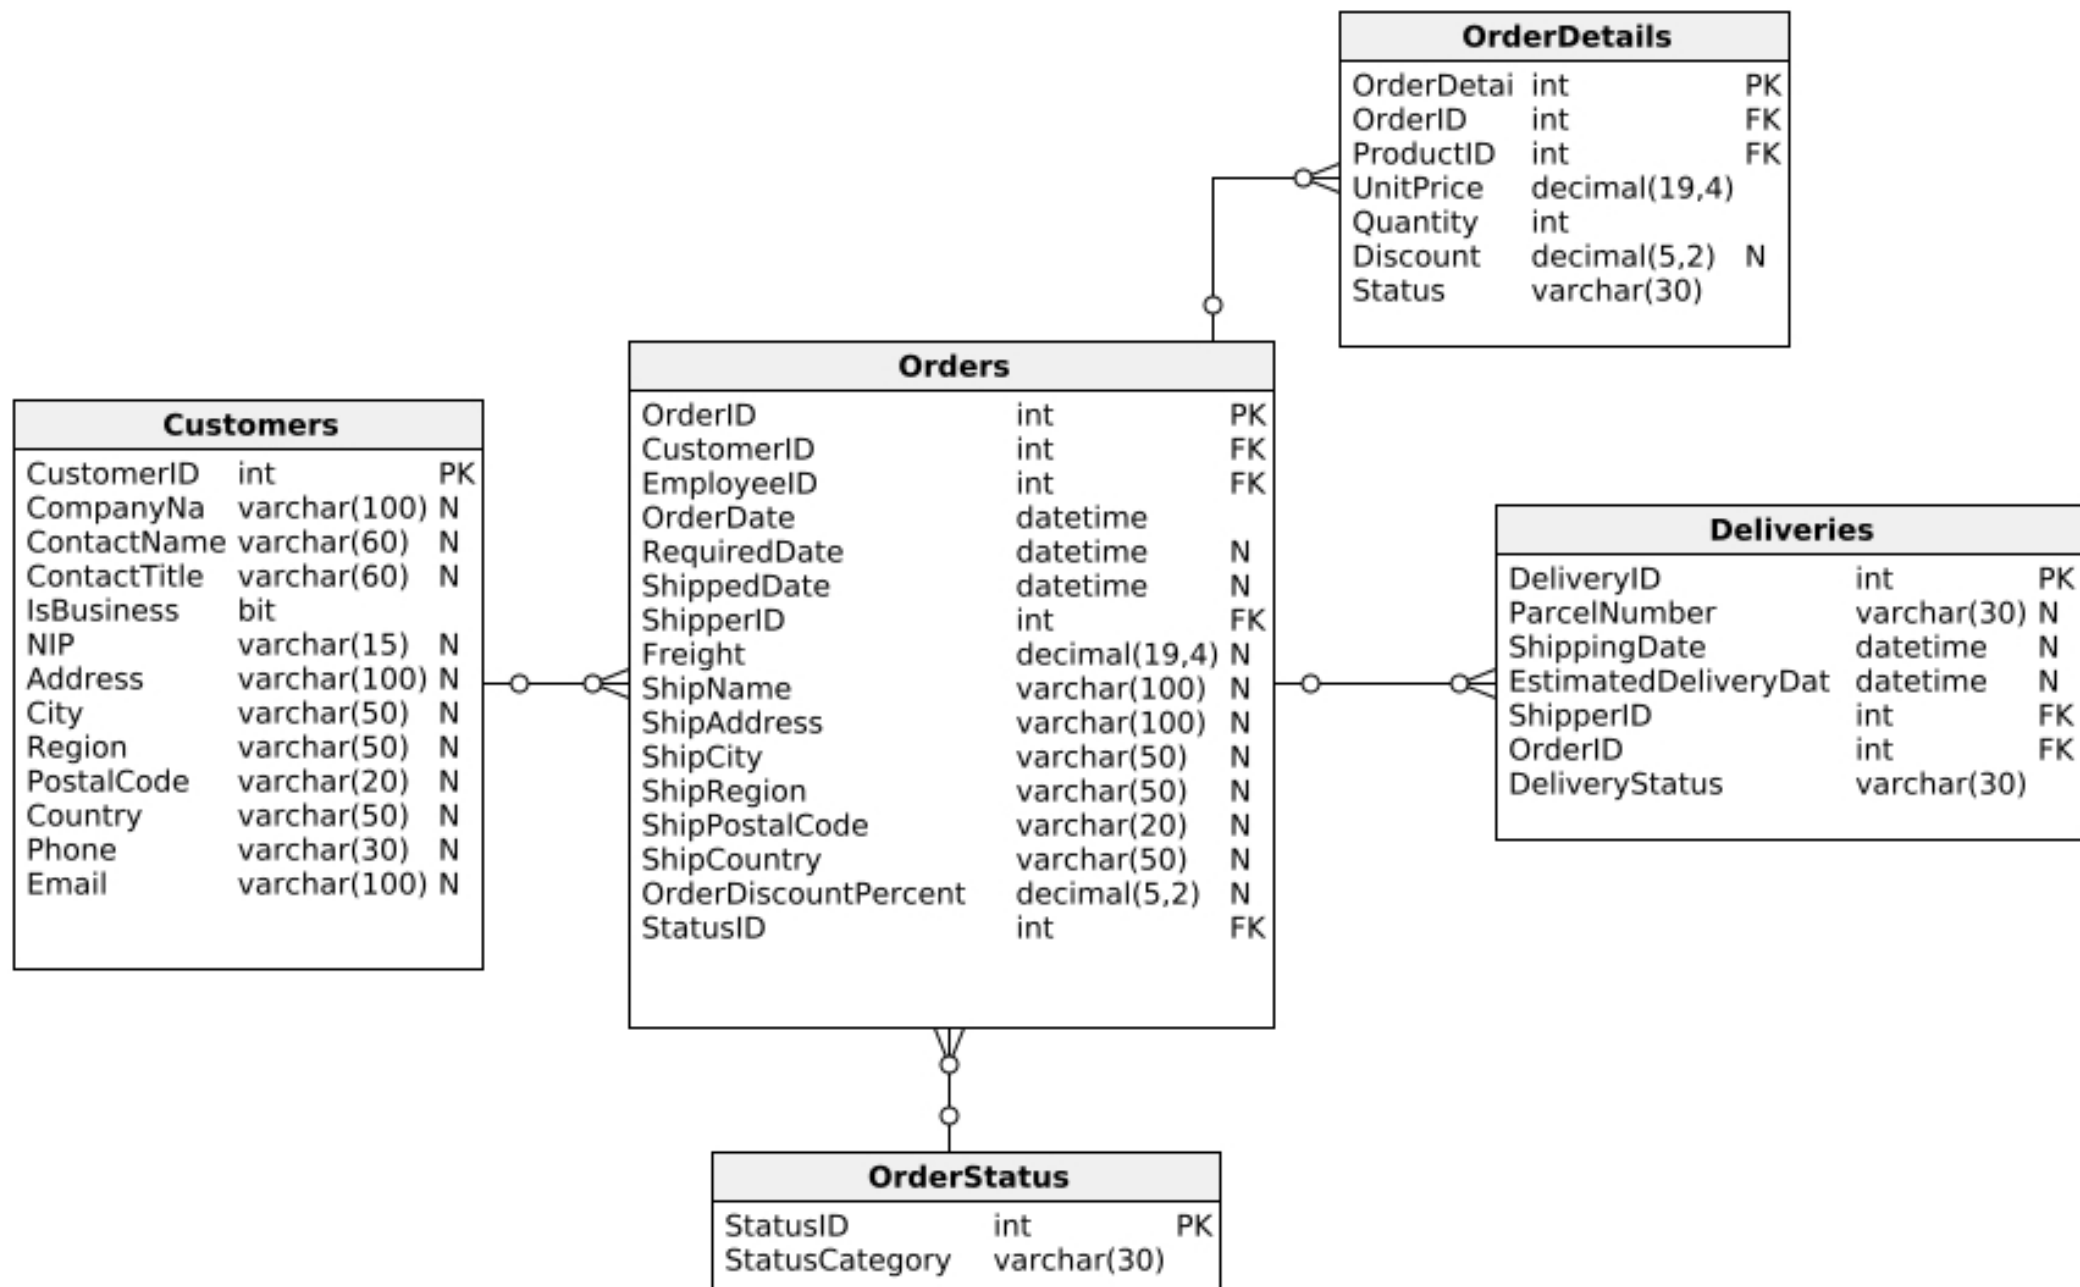 OrderDetails
OrderDetai int PK
OrderID int FK
ProductID int FK
UnitPrice decimal(19,4)
Quantity int
Discount decimal(5,2) N
Status varchar(30)
Orders
OrderID int PK
CustomerID int FK
EmployeeID int FK
OrderDate datetime
RequiredDate datetime N
ShippedDate datetime N
ShipperID int FK
Freight decimal(19,4) N
ShipName varchar(100) N
ShipAddress varchar(100) N
ShipCity varchar(50) N
ShipRegion varchar(50) N
ShipPostalCode varchar(20) N
ShipCountry varchar(50) N
OrderDiscountPercent decimal(5,2) N
StatusID int FK
Customers
CustomerID int PK
CompanyNa varchar(100) N
ContactName varchar(60) N
ContactTitle varchar(60) N
IsBusiness bit
NIP varchar(15) N
Address varchar(100) N
City varchar(50) N
Region varchar(50) N
PostalCode varchar(20) N
Country varchar(50) N
Phone varchar(30) N
Email varchar(100) N
Deliveries
DeliveryID int PK
ParcelNumber varchar(30) N
ShippingDate datetime N
EstimatedDeliveryDat datetime N
ShipperID int FK
OrderID int FK
DeliveryStatus varchar(30)
OrderStatus
StatusID int PK
StatusCategory varchar(30)